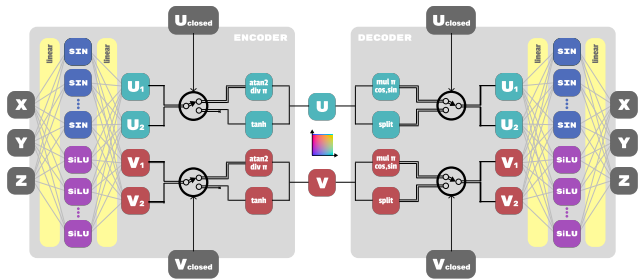 Uclosed
Uclosed
ENCODER
DECODER
linear
SIN
linear
linear
SIN
linear
SIN
SIN
U1
atan2
div π
mul π
cos,sin
U1
X
U
X
SIN
U2
tanh
split
U2
SIN
Y
Y
SiLU
V1
atan2
div π
mul π
cos,sin
V1
SiLU
Z
V
Z
SiLU
V2
tanh
split
V2
SiLU
SiLU
SiLU
Vclosed
Vclosed